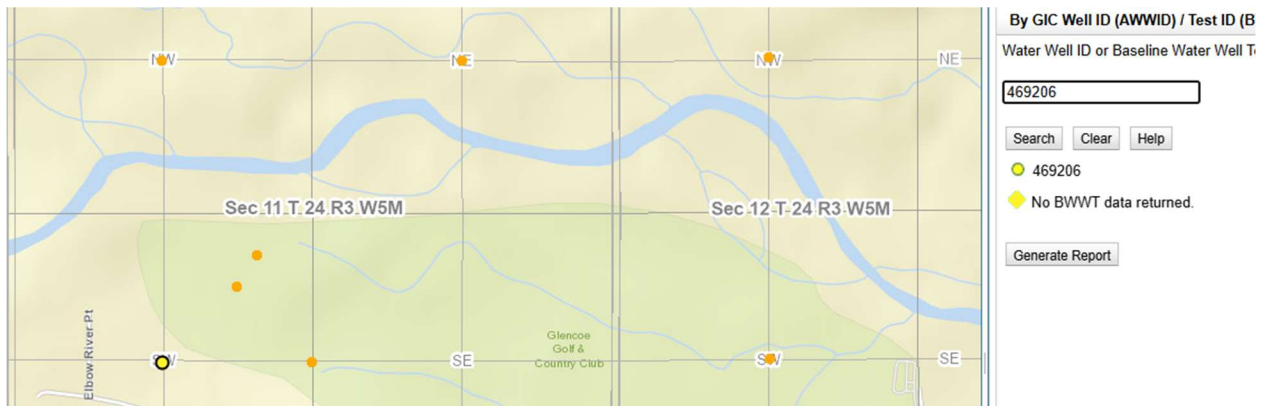 NW
NE
NW
NE
Sec 11 T 24 R3 W5M
Sec 12 T 24 R3 W5M
Elbow River Pt
Glencoe
Golf &
Country Club
SW
SE
SW
SE
By GIC Well ID (AWWID) / Test ID (B
Water Well ID or Baseline Water Well
469206
Search Clear Help
469206
No BWWT data returned.
Generate Report